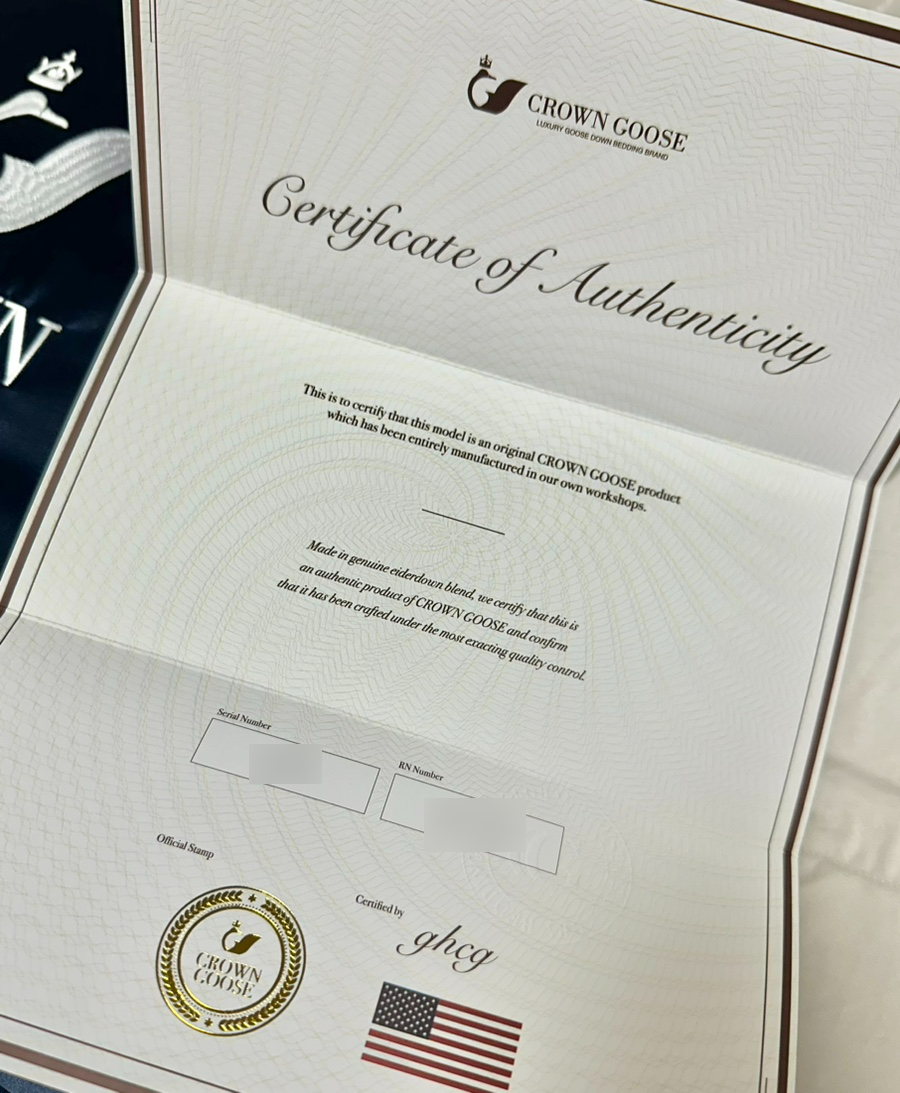 CROWN GOOSE
LUXURY GOOSE DOWN BEDDING BRAND
Certificate of Authenticity
This is to certify that this model is an original CROWN GOOSE product
which has been entirely manufactured in our own workshops.
Made in genuine eiderdown blend, we certify that this is
an authentic product of CROWN GOOSE and confirm
that it has been crafted under the most exacting quality control.
Serial Number
RN Number
Official Stamp
Certified by
ghcg
CROWN
GOOSE